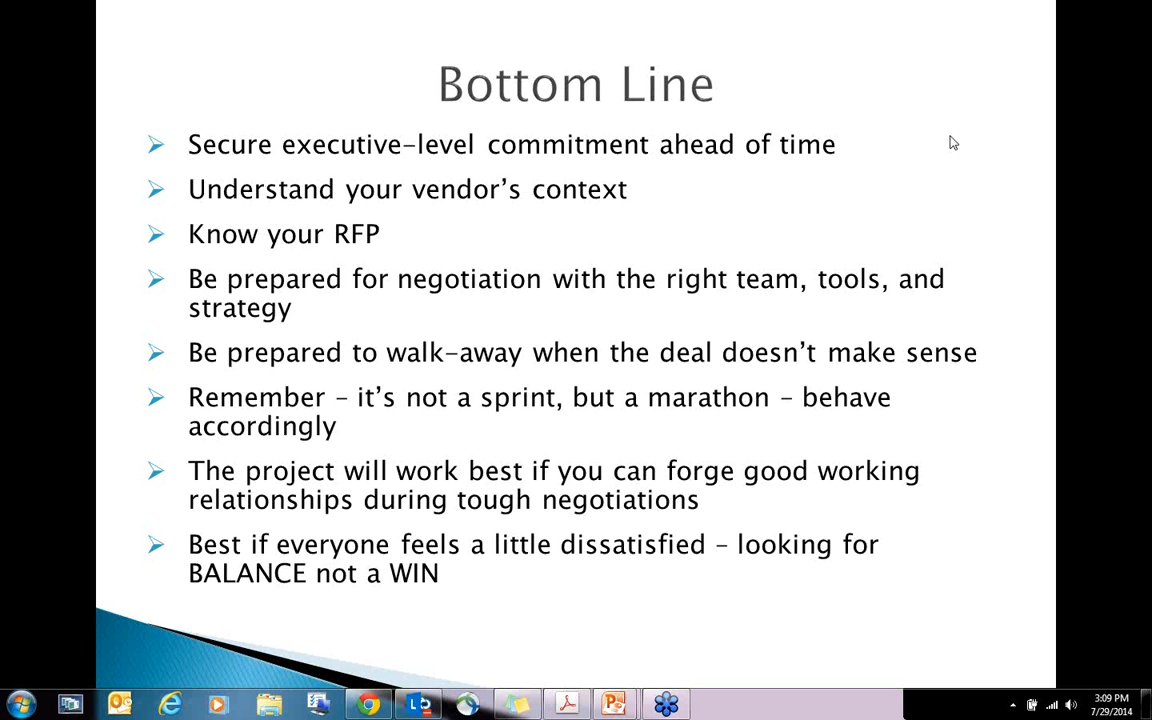 Bottom Line
Secure executive-level commitment ahead of time
Understand your vendor's context
Know your RFP
Be prepared for negotiation with the right team, tools, and
strategy
Be prepared to walk-away when the deal doesn't make sense
Remember – it's not a sprint, but a marathon – behave
accordingly
The project will work best if you can forge good working
relationships during tough negotiations
Best if everyone feels a little dissatisfied – looking for
BALANCE not a WIN
3:09 PM
7/29/2014